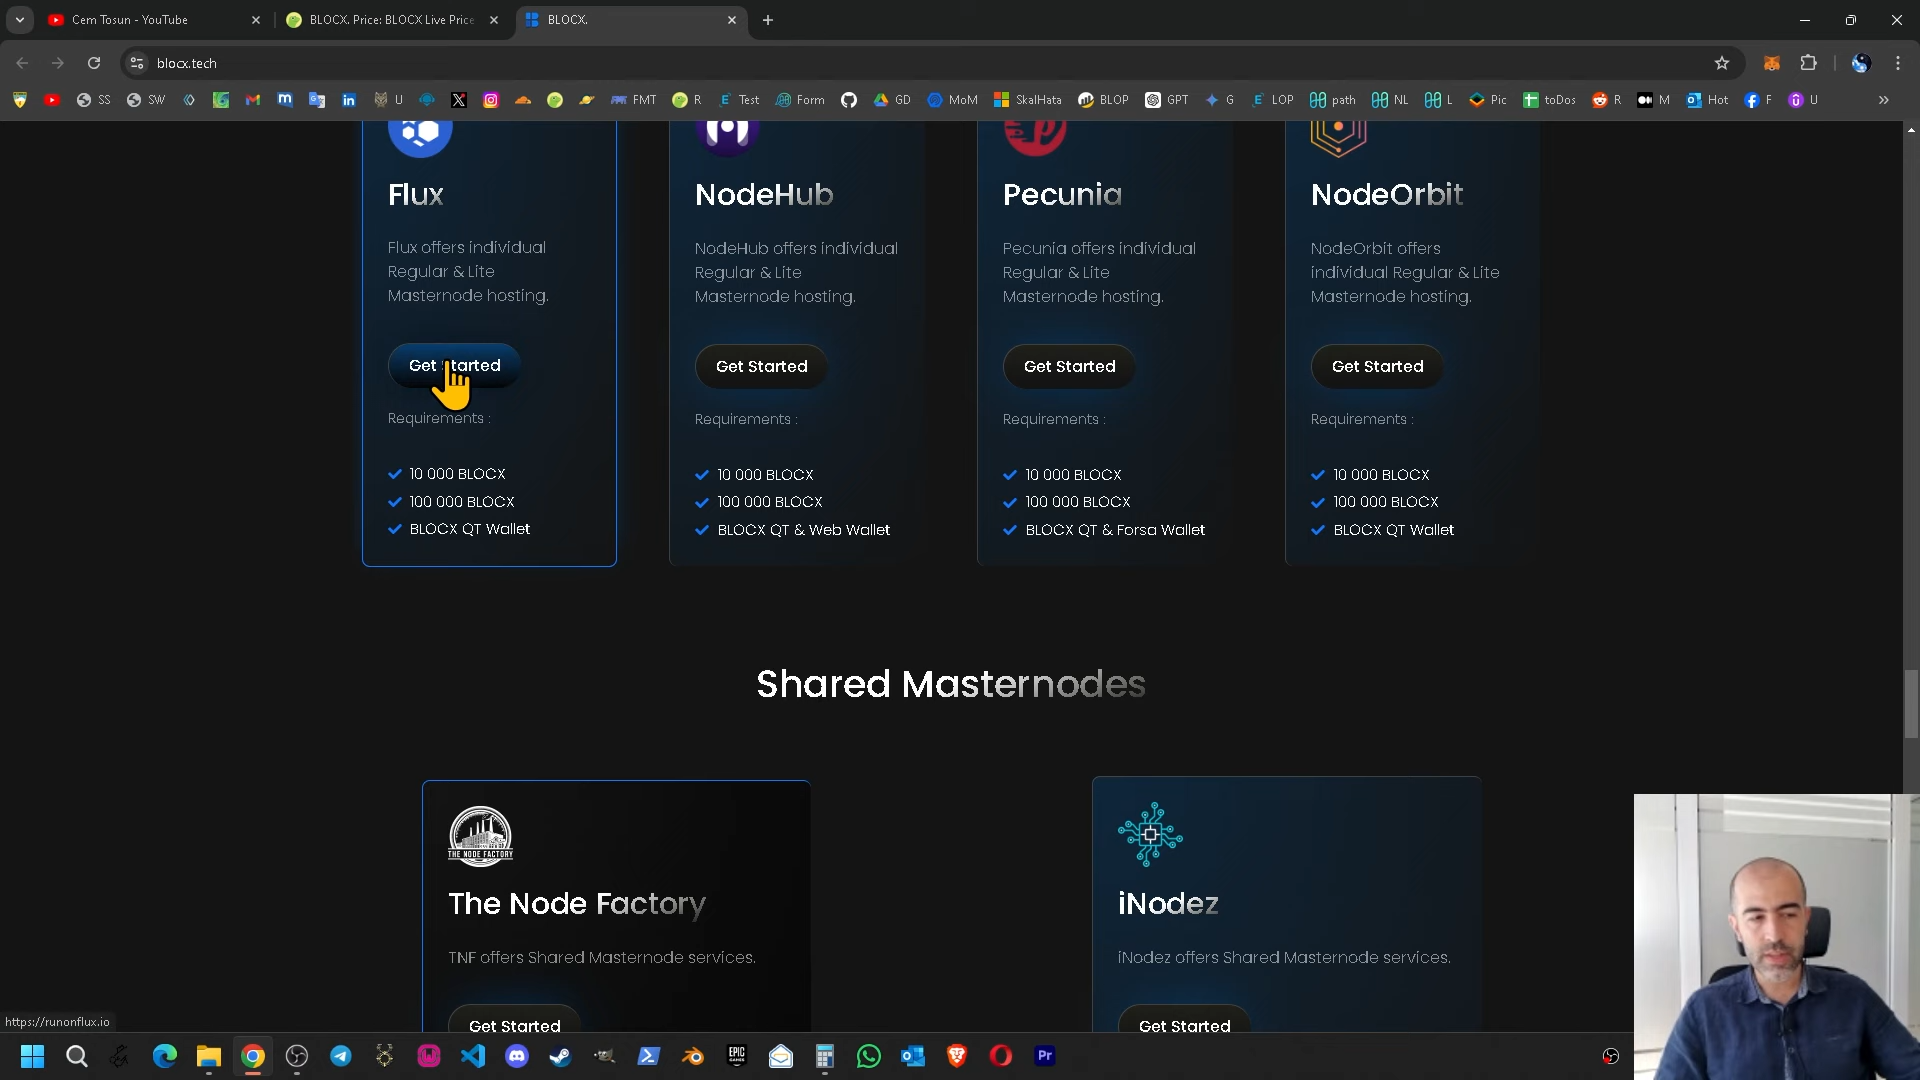 Cem Tosun - YouTube
BLOCX. Price: BLOCX Live Price
BLOCX.
blocx.tech
SS
SW
U
FMT
R
Test
Form
GD
MoM
SkalHata
BLOP
GPT
G
LOP
path
NL
L
Pic
toDos
R
M
Hot
F
U
Flux
Flux offers individual
Regular & Lite
Masternode hosting.
Get Started
Requirements :
10 000 BLOCX
100 000 BLOCX
BLOCX QT Wallet
NodeHub
NodeHub offers individual
Regular & Lite
Masternode hosting.
Get Started
Requirements :
10 000 BLOCX
100 000 BLOCX
BLOCX QT & Web Wallet
Pecunia
Pecunia offers individual
Regular & Lite
Masternode hosting.
Get Started
Requirements :
10 000 BLOCX
100 000 BLOCX
BLOCX QT & Forsa Wallet
NodeOrbit
NodeOrbit offers
individual Regular & Lite
Masternode hosting.
Get Started
Requirements :
10 000 BLOCX
100 000 BLOCX
BLOCX QT Wallet
Shared Masternodes
THE NODE FACTORY
The Node Factory
TNF offers Shared Masternode services.
Get Started
iNodez
iNodez offers Shared Masternode services.
Get Started
https://runonflux.io
EPIC
GAMES
Pr